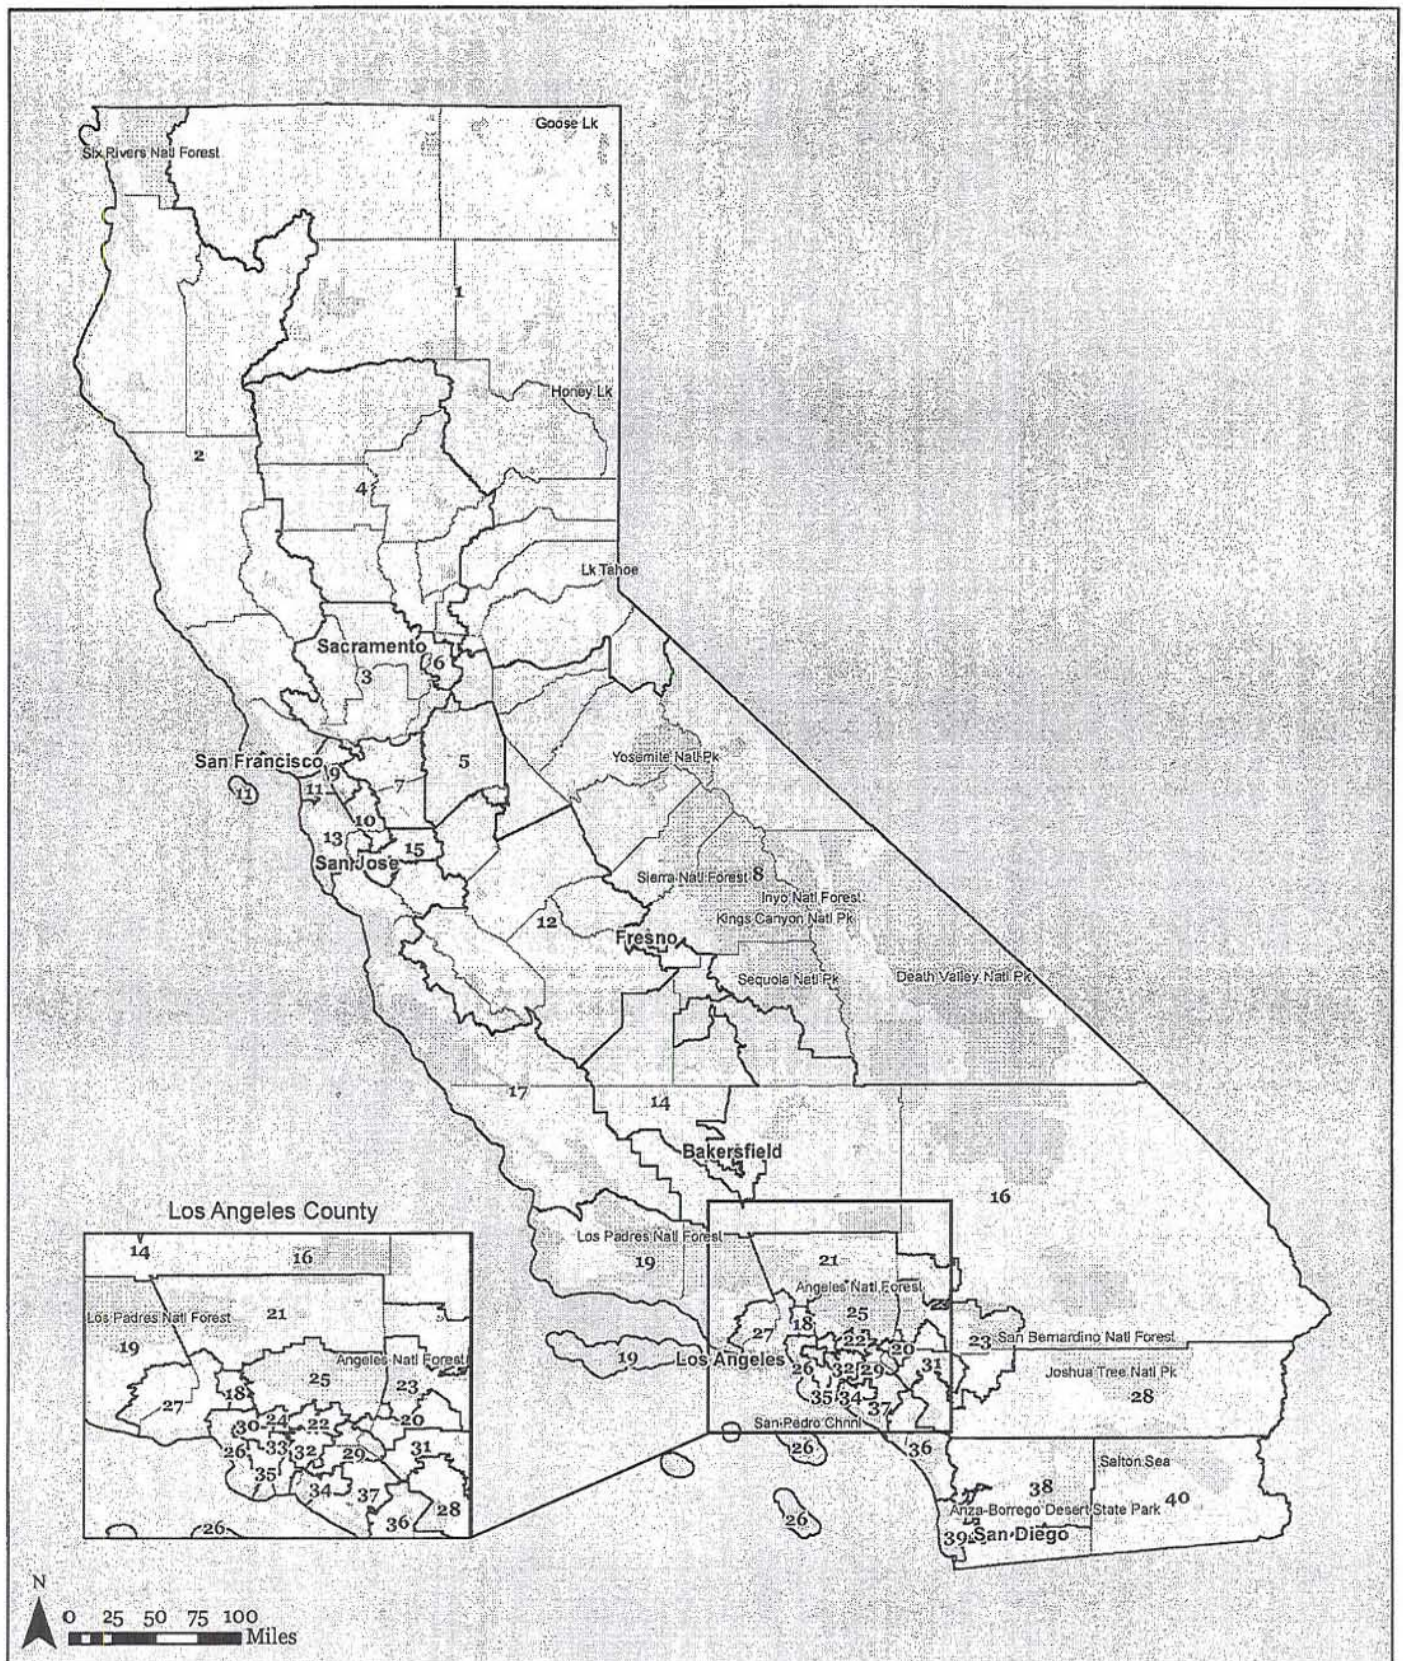 Goose Lk
Six Rivers Natl Forest
1
Honey Lk
2
4
Lk Tahoe
Sacramento
6
3
San Francisco
5
Yosemite Natl Pk
9
7
11
11
10
13
15
San Jose
Sierra Natl Forest
8
Inyo Natl Forest
12
Kings Canyon Natl Pk
Fresno
Sequoia Natl Pk
Death Valley Natl Pk
17
14
Bakersfield
16
Los Padres Natl Forest
19
21
Angeles Natl Forest
25
18
27
22
20
23
San Bernardino Natl Forest
19
Los Angeles
26
32
29
31
Joshua Tree Natl Pk
28
35
34
37
San Pedro Chnnl
26
36
Salton Sea
38
40
Anza-Borrego Desert State Park
26
39
San Diego
Los Angeles County
14
16
21
Los Padres Natl Forest
19
Angeles Natl Forest
25
23
18
27
20
24
22
30
26
33
32
29
31
35
34
37
28
36
26
N
0 25 50 75 100
Miles